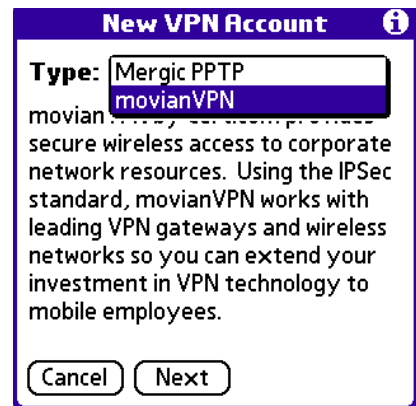 New VPN Account
Type: Mergic PPTP
movianVPN
movian by provides
secure wireless access to corporate
network resources. Using the IPSec
standard, movianVPN works with
leading VPN gateways and wireless
networks so you can extend your
investment in VPN technology to
mobile employees.
Cancel Next